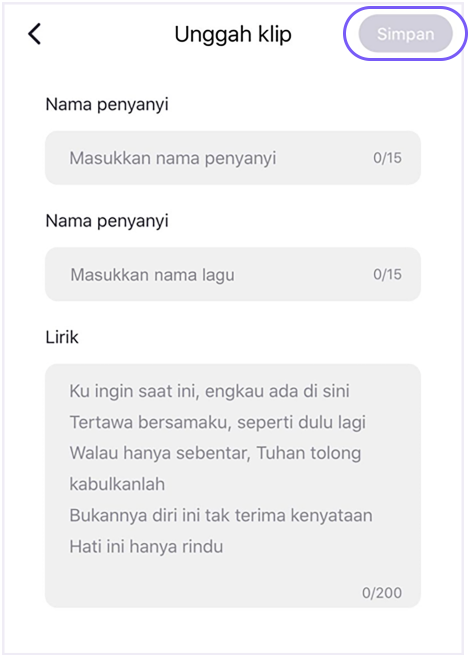 Unggah klip
Simpan
Nama penyanyi
Masukkan nama penyanyi
0/15
Nama penyanyi
Masukkan nama lagu
0/15
Lirik
Ku ingin saat ini, engkau ada di sini
Tertawa bersamaku, seperti dulu lagi
Walau hanya sebentar, Tuhan tolong
kabulkanlah
Bukannya diri ini tak terima kenyataan
Hati ini hanya rindu
0/200